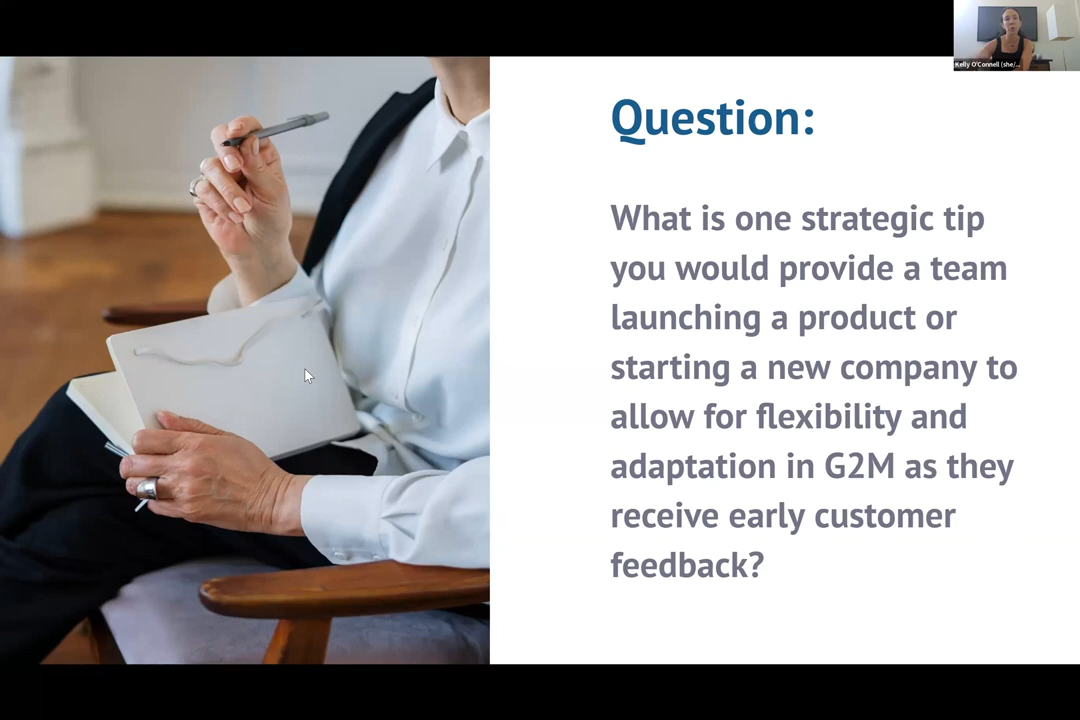 Kelly O'Connell (she/...
Question:
What is one strategic tip
you would provide a team
launching a product or
starting a new company to
allow for flexibility and
adaptation in G2M as they
receive early customer
feedback?